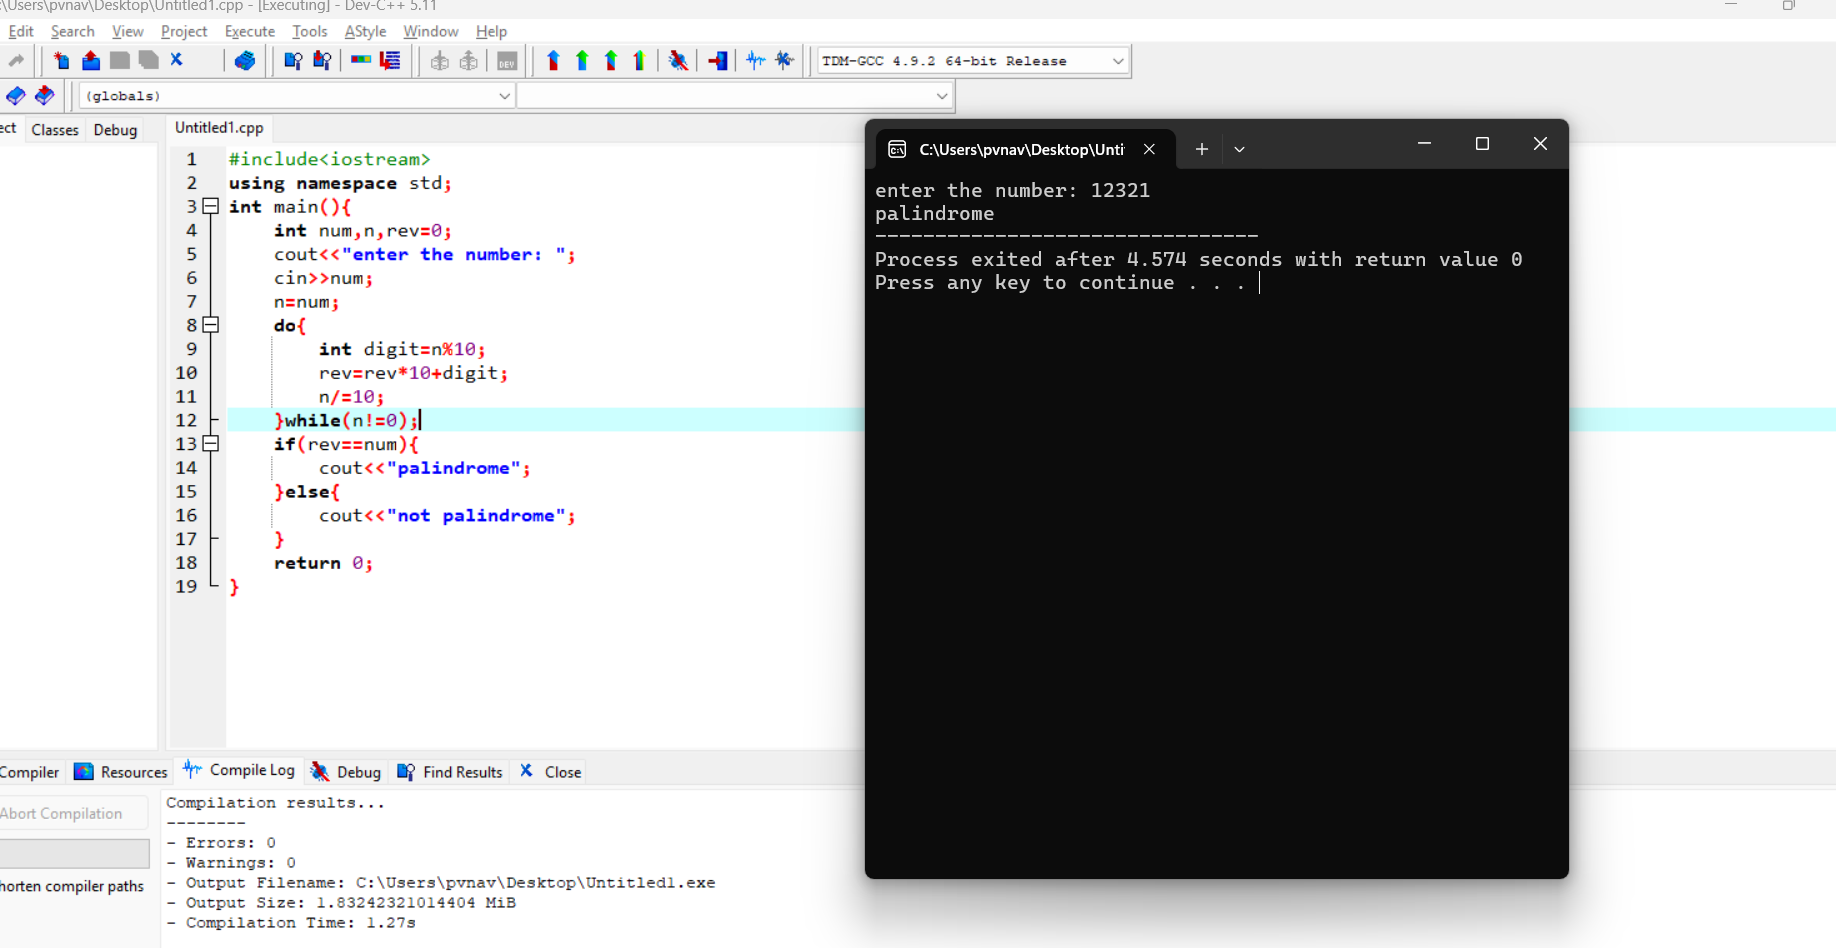 :\Users\pvnav\Desktop\Untitled1.cpp - [Executing] - Dev-C++ 5.11
Edit Search View Project Execute Tools AStyle Window Help
DEV
TDM-GCC 4.9.2 64-bit Release
(globals)
ect Classes Debug
Untitled1.cpp
1 #include<iostream>
2 using namespace std;
3 int main(){
4 int num,n,rev=0;
5 cout<<"enter the number: ";
6 cin>>num;
7 n=num;
8 do{
9 int digit=n%10;
10 rev=rev*10+digit;
11 n/=10;
12 }while(n!=0);
13 if(rev==num){
14 cout<<"palindrome";
15 }else{
16 cout<<"not palindrome";
17 }
18 return 0;
19 }
C:\Users\pvnav\Desktop\Unti
enter the number: 12321
palindrome
--------------------------------
Process exited after 4.574 seconds with return value 0
Press any key to continue . . .
Compiler Resources Compile Log Debug Find Results Close
Abort Compilation
horten compiler paths
Compilation results...
--------
- Errors: 0
- Warnings: 0
- Output Filename: C:\Users\pvnav\Desktop\Untitled1.exe
- Output Size: 1.83242321014404 MiB
- Compilation Time: 1.27s